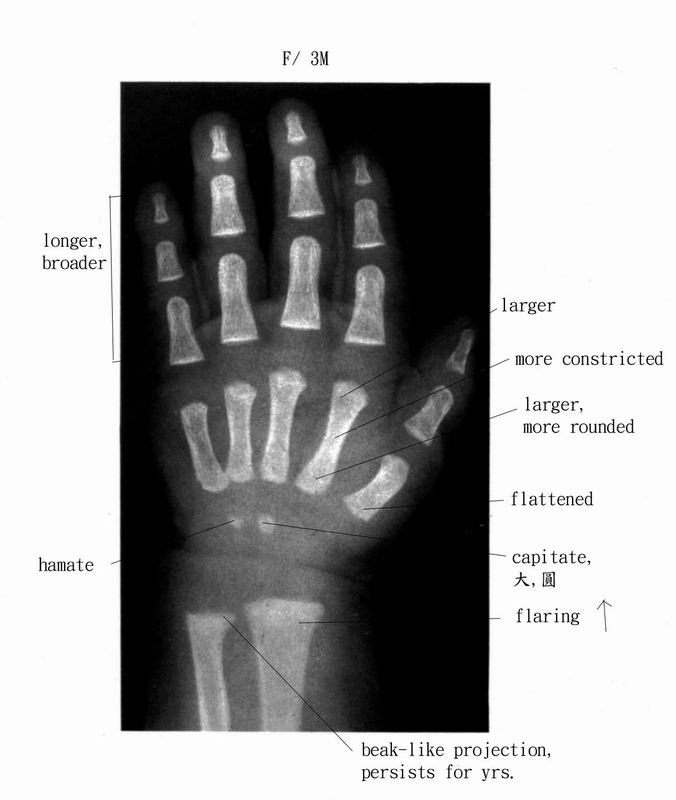 F/ 3M
longer,
broader
larger
more constricted
larger,
more rounded
flattened
hamate
capitate,
大,圓
flaring
beak-like projection,
persists for yrs.